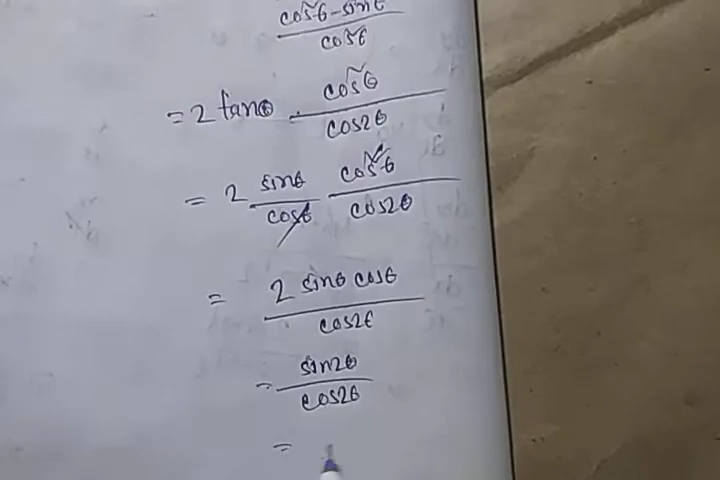 cos²θ-sin²θ / cos²θ
= 2 tanθ · cos²θ / cos2θ
= 2 sinθ / cosθ cos²θ / cos2θ
= 2 sinθ cosθ / cos2θ
= sin2θ / cos2θ
=